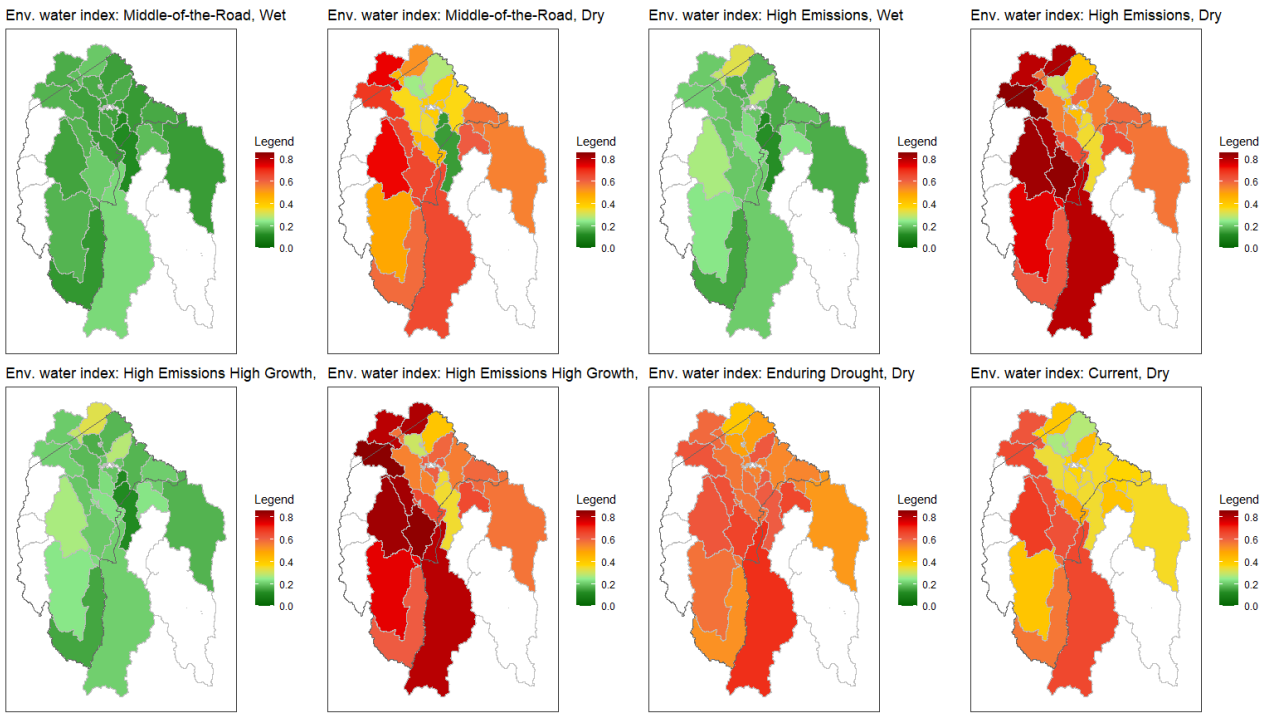 Env. water index: Middle-of-the-Road, Wet
Legend
0.8
0.6
0.4
0.2
0.0
Env. water index: Middle-of-the-Road, Dry
Legend
0.8
0.6
0.4
0.2
0.0
Env. water index: High Emissions, Wet
Legend
0.8
0.6
0.4
0.2
0.0
Env. water index: High Emissions, Dry
Legend
0.8
0.6
0.4
0.2
0.0
Env. water index: High Emissions High Growth,
Legend
0.8
0.6
0.4
0.2
0.0
Env. water index: High Emissions High Growth,
Legend
0.8
0.6
0.4
0.2
0.0
Env. water index: Enduring Drought, Dry
Legend
0.8
0.6
0.4
0.2
0.0
Env. water index: Current, Dry
Legend
0.8
0.6
0.4
0.2
0.0